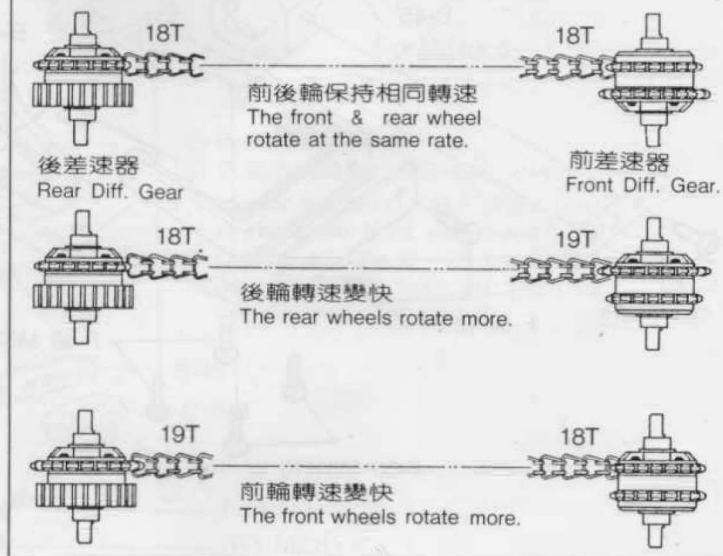 18T
18T
前後輪保持相同轉速
The front & rear wheel
rotate at the same rate.
後差速器
Rear Diff. Gear
前差速器
Front Diff. Gear.
18T
19T
後輪轉速變快
The rear wheels rotate more.
19T
18T
前輪轉速變快
The front wheels rotate more.